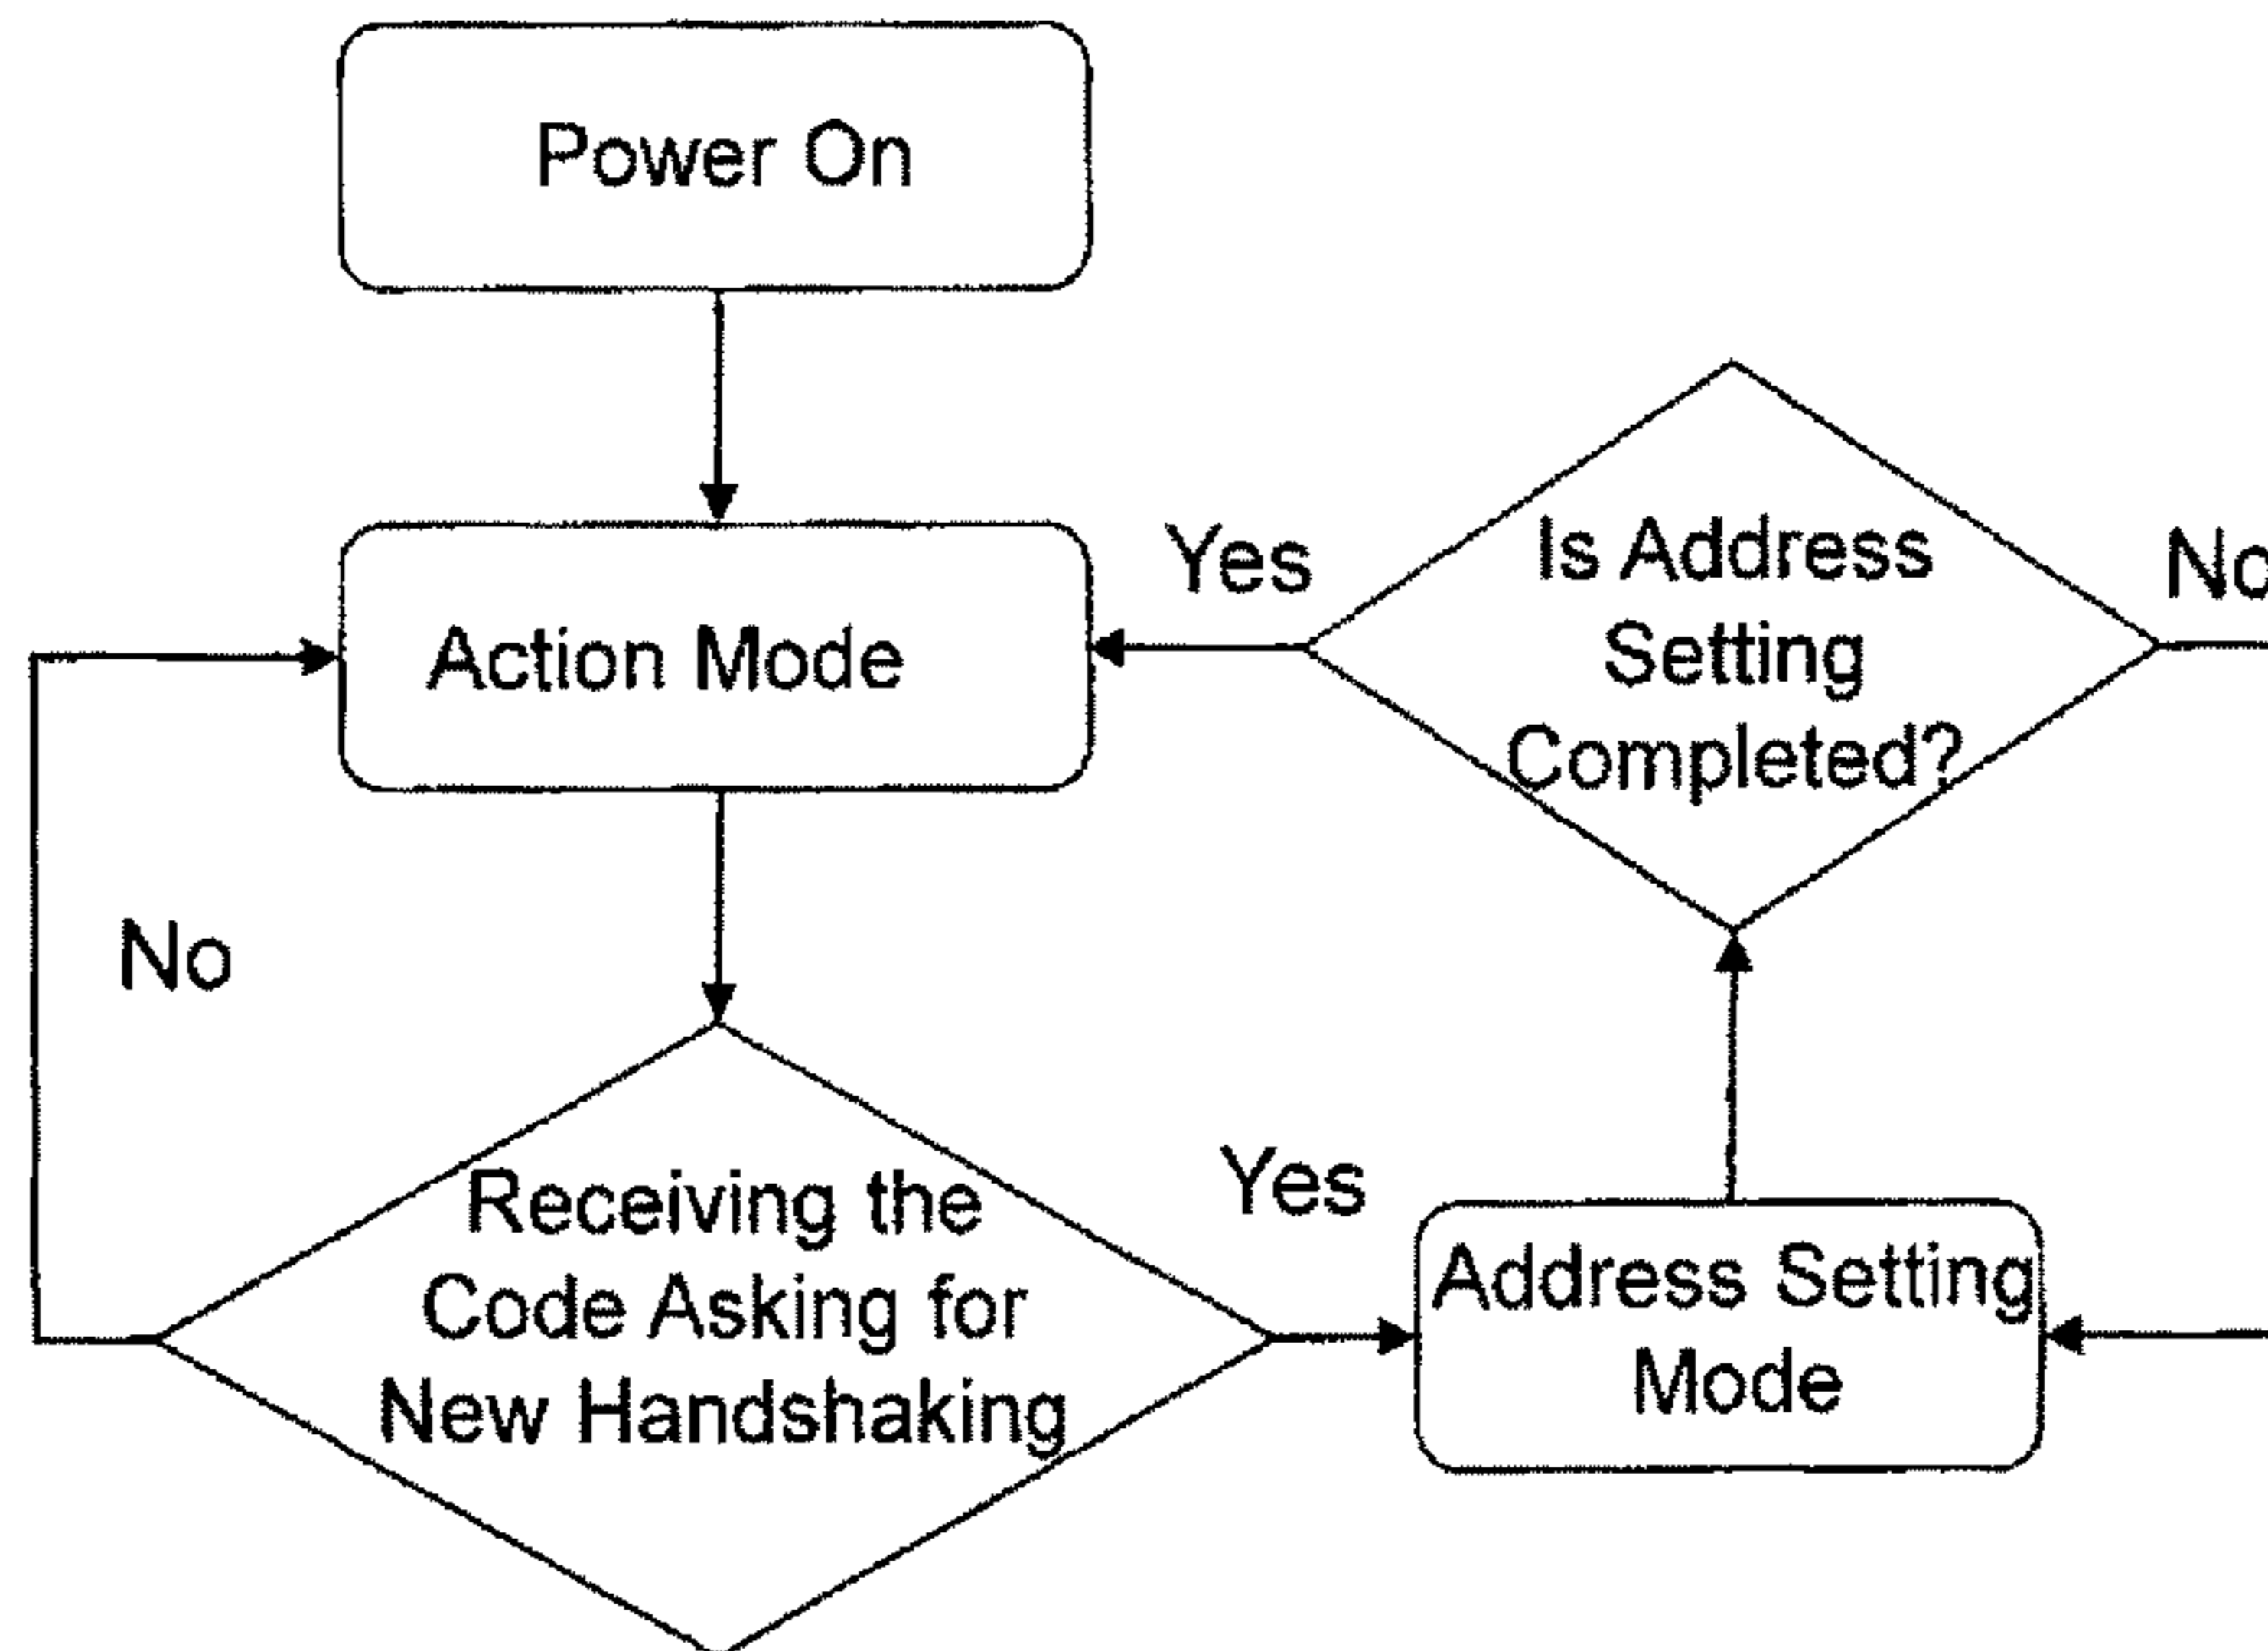 Power On
Action Mode
Yes
Is Address
Setting
Completed?
No
No
Receiving the
Code Asking for
New Handshaking
Yes
Address Setting
Mode